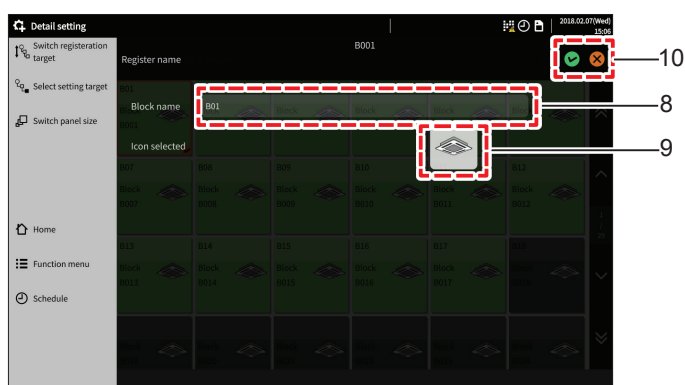 Detail setting
2018.02.07(Wed)
15:06
Switch registeration
target
Select setting target
Switch panel size
Home
Function menu
Schedule
B001
Register name
10
B01
Block name
B01
8
B001
Icon selected
9
B07
B08
B09
B10
B12
Block
B007
Block
B008
Block
B009
Block
B010
Block
B011
Block
B012
B13
B14
B15
B16
B17
Block
B013
Block
B014
Block
B015
Block
B016
Block
B017